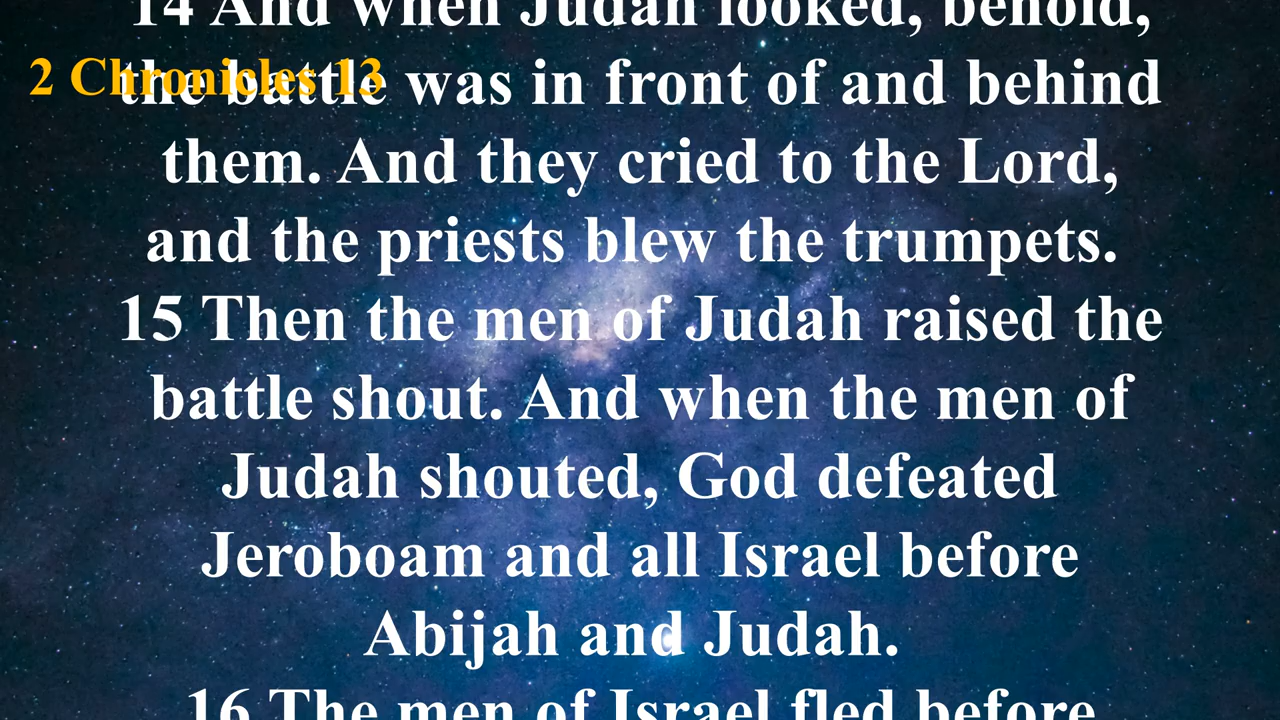 14 And when Judah looked, behold,
2 Chronicles 13
the battle was in front of and behind
them. And they cried to the Lord,
and the priests blew the trumpets.
15 Then the men of Judah raised the
battle shout. And when the men of
Judah shouted, God defeated
Jeroboam and all Israel before
Abijah and Judah.
16 The men of Israel fled before